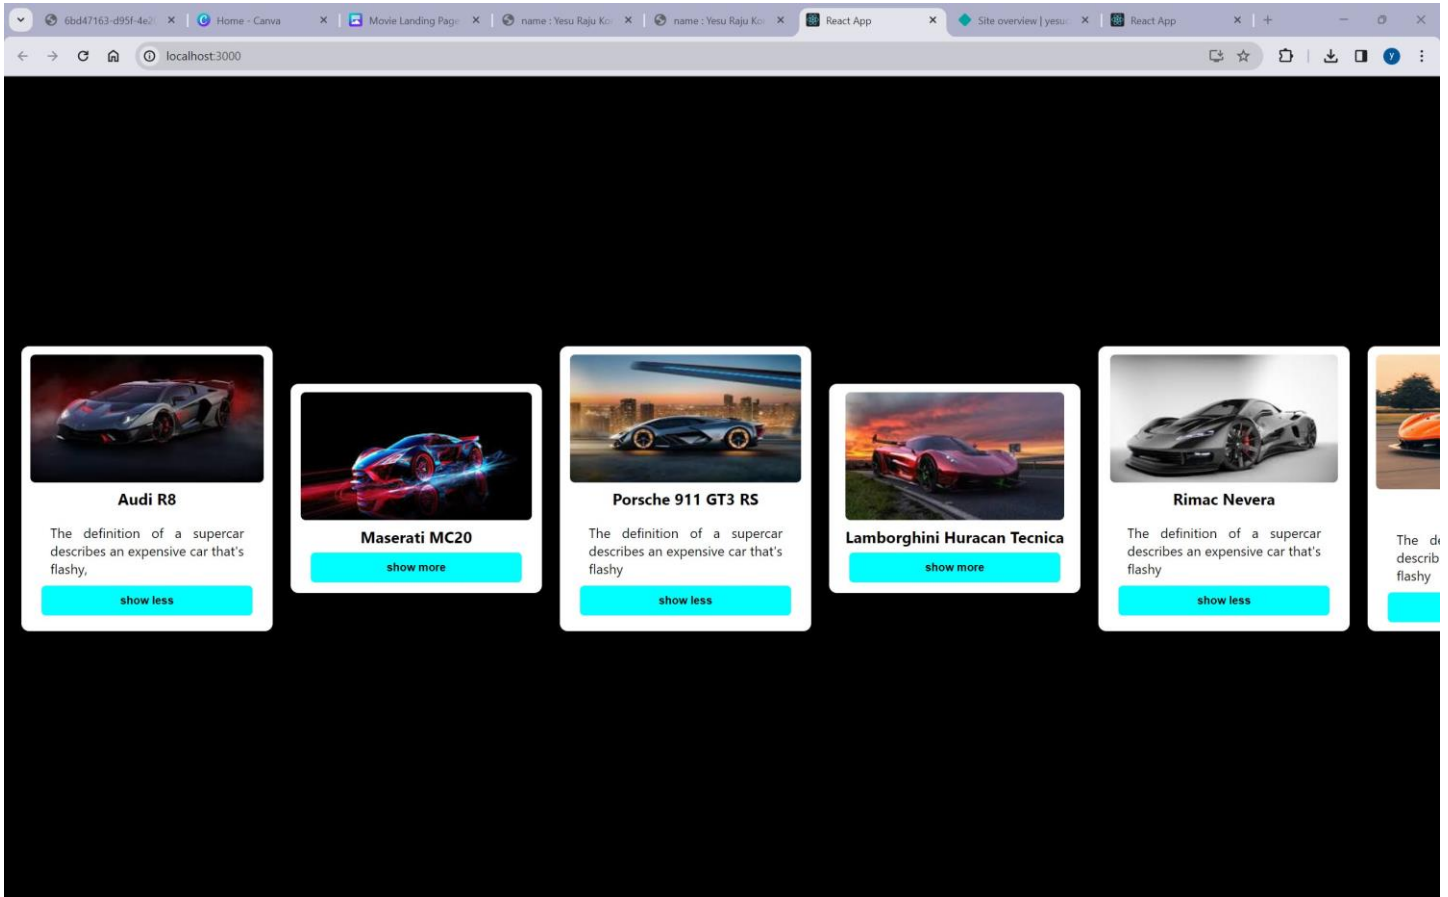 6bd47163-d95f-4e2
Home - Canva
Movie Landing Page
name : Yesu Raju Ko
name : Yesu Raju Ko
React App
Site overview | yesu
React App
localhost:3000
y
Audi R8
The definition of a supercar
describes an expensive car that's
flashy,
show less
Maserati MC20
show more
Porsche 911 GT3 RS
The definition of a supercar
describes an expensive car that's
flashy
show less
Lamborghini Huracan Tecnica
show more
Rimac Nevera
The definition of a supercar
describes an expensive car that's
flashy
show less
The de
describ
flashy